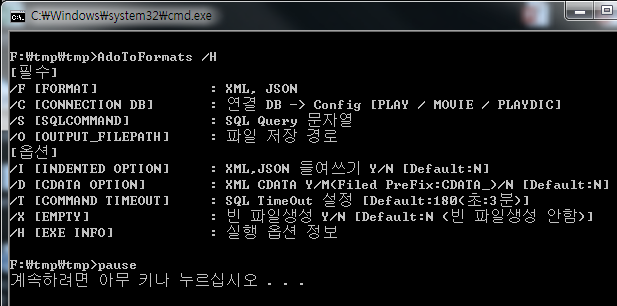 C:₩Windows₩system32₩cmd.exe
F:₩tmp₩tmp>AdoToFormats /H
[필수]
/F [FORMAT] : XML, JSON
/C [CONNECTION DB] : 연결 DB -> Config [PLAY / MOVIE / PLAYDIC]
/S [SQLCOMMAND] : SQL Query 문자열
/O [OUTPUT_FILEPATH] : 파일 저장 경로
[옵션]
/I [INDENTED OPTION] : XML,JSON 들여쓰기 Y/N [Default:N]
/D [CDATA OPTION] : XML CDATA Y/M(Filed PreFix:CDATA_)/N [Default:N]
/T [COMMAND TIMEOUT] : SQL TimeOut 설정 [Default:180(초:3분)]
/X [EMPTY] : 빈 파일생성 Y/N [Default:N (빈 파일생성 안함)]
/H [EXE INFO] : 실행 옵션 정보
F:₩tmp₩tmp>pause
계속하려면 아무 키나 누르십시오 . . .